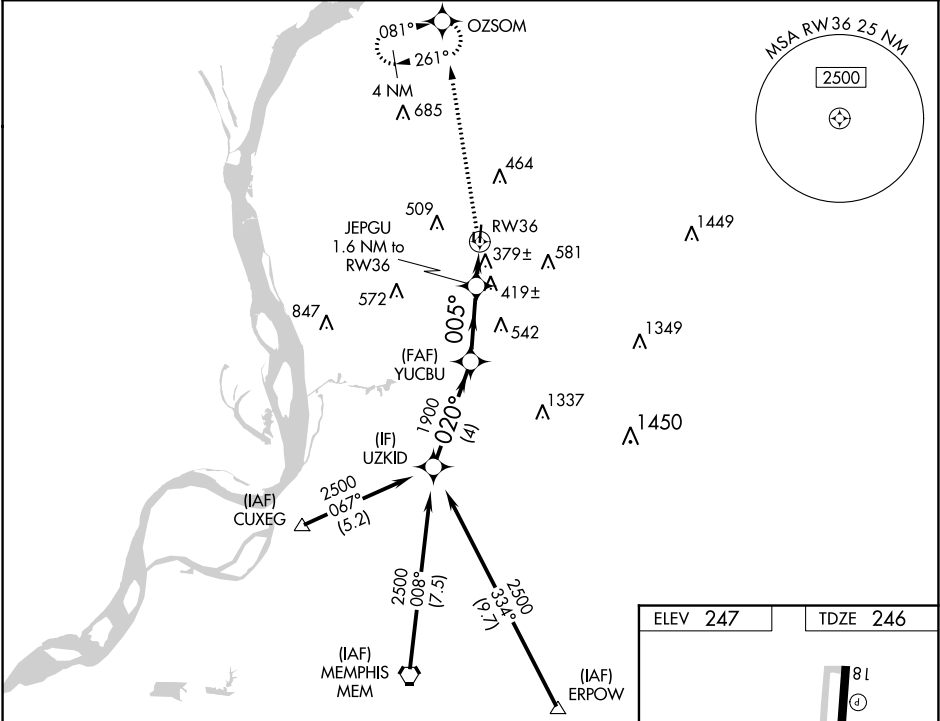 081°
OZSOM
261°
4 NM
685
MSA RW36 25 NM
2500
464
509
RW36
1449
JEPGU
1.6 NM to
RW36
379±
581
572
419±
847
542
1349
005°
(FAF)
YUCBU
1337
1450
1900
020°
(4)
(IF)
UZKID
(IAF)
CUXEG
2500
067°
(5.2)
2500
008°
(7.5)
2500
334°
(9.7)
(IAF)
MEMPHIS
MEM
(IAF)
ERPOW
ELEV 247
TDZE 246
18
P